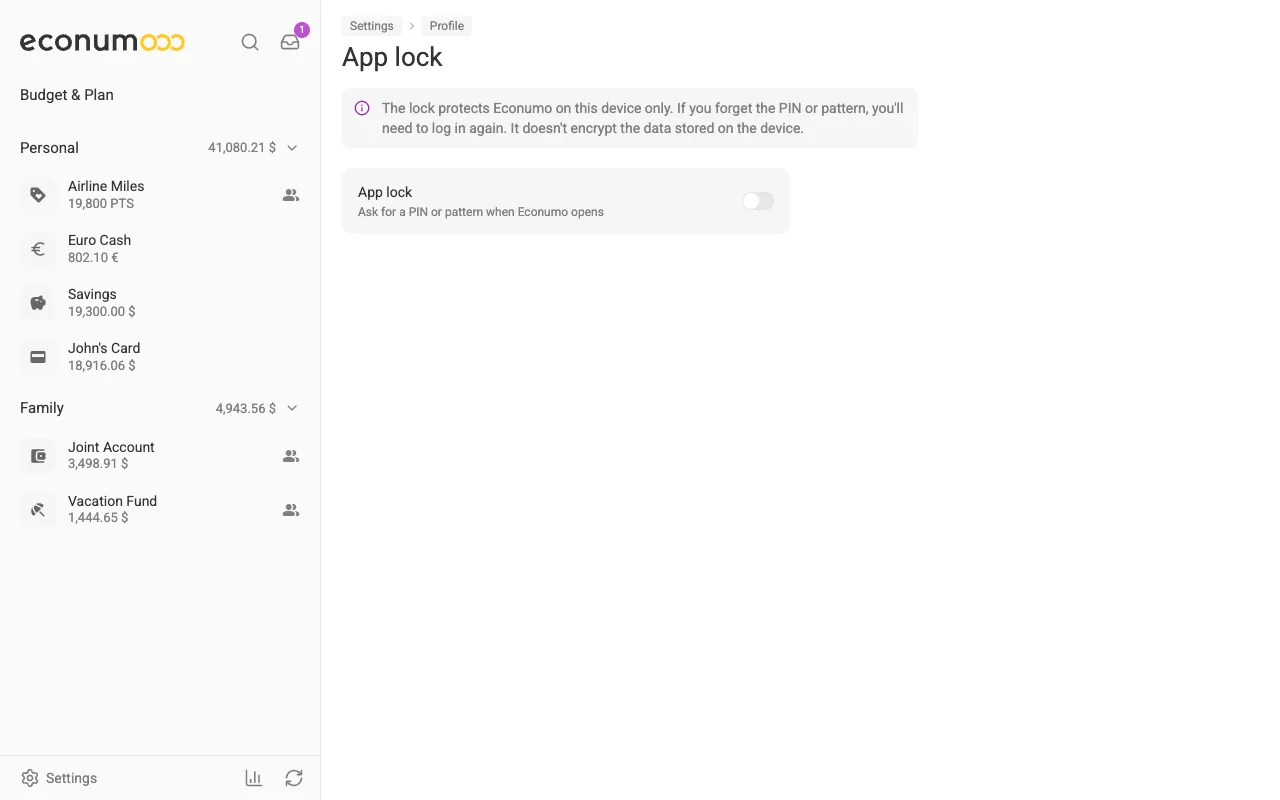 econumo
1
Budget & Plan
Personal
41,080.21 $
Airline Miles
19,800 PTS
Euro Cash
802.10 €
Savings
19,300.00 $
John's Card
18,916.06 $
Family
4,943.56 $
Joint Account
3,498.91 $
Vacation Fund
1,444.65 $
Settings
Settings
Profile
App lock
The lock protects Econumo on this device only. If you forget the PIN or pattern, you'll
need to log in again. It doesn't encrypt the data stored on the device.
App lock
Ask for a PIN or pattern when Econumo opens